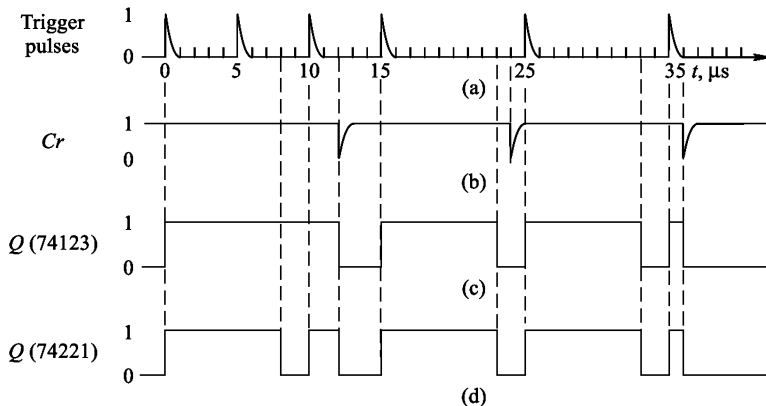 Trigger pulses
1
0
0 5 10 15 25 35 t, μs
(a)
Cr
1
0
(b)
Q (74123)
1
0
(c)
Q (74221)
1
0
(d)